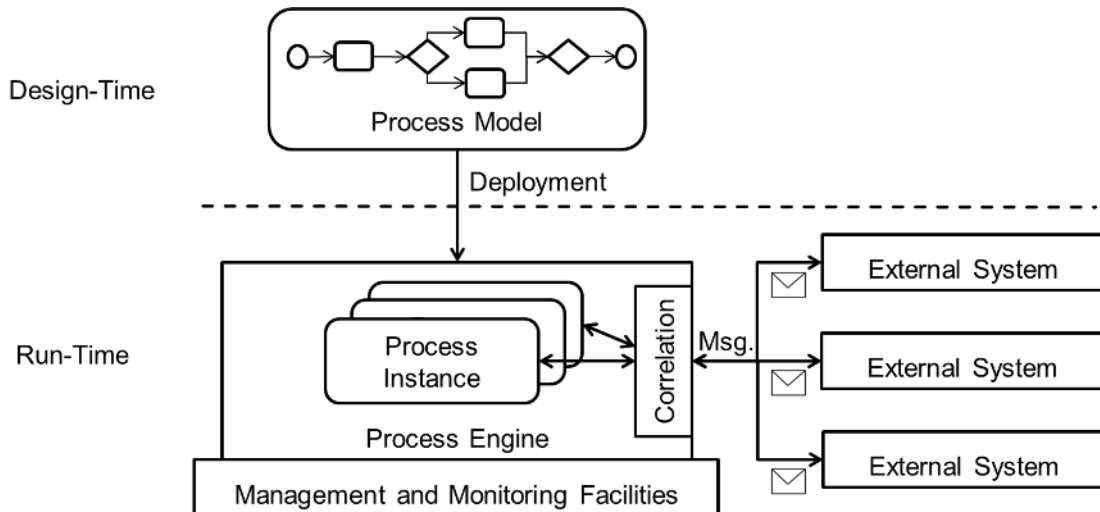 Design-Time
Process Model
Deployment
Run-Time
Process
Instance
Process Engine
Correlation
Msg.
External System
External System
External System
Management and Monitoring Facilities